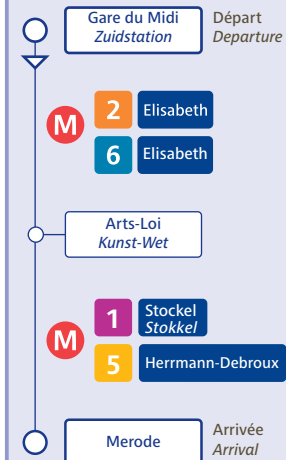 Gare du Midi
Zuidstation
Départ
Departure
M
2 Elisabeth
6 Elisabeth
Arts-Loi
Kunst-Wet
M
1 Stockel
Stokkel
5 Herrmann-Debroux
Merode
Arrivée
Arrival